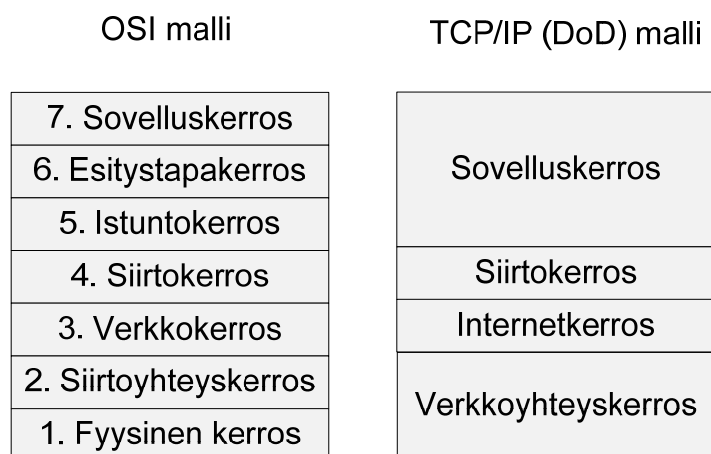 OSI malli
TCP/IP (DoD) malli
7. Sovelluskerros
6. Esitystapakerros
5. Istuntokerros
4. Siirtokerros
3. Verkkokerros
2. Siirtoyhteyskerros
1. Fyysinen kerros
Sovelluskerros
Siirtokerros
Internetkerros
Verkkoyhteyskerros